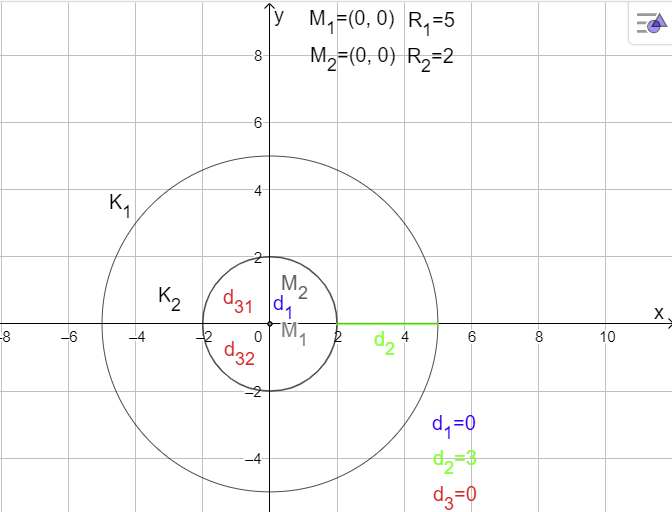 y
M₁=(0, 0) R₁=5
M₂=(0, 0) R₂=2
8
6
4
K₁
2
M₂
K₂
d₃₁
d₁
x
-8 -6 -4 -2 0 2 4 6 8 10
M₁
d₂
d₃₂
-2
d₁=0
-4
d₂=3
d₃=0